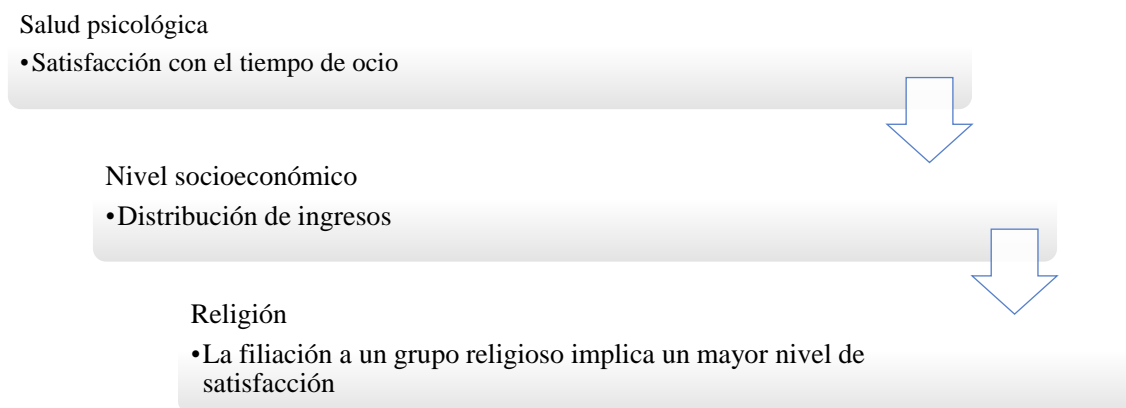 Salud psicológica
•Satisfacción con el tiempo de ocio
Nivel socioeconómico
•Distribución de ingresos
Religión
•La filiación a un grupo religioso implica un mayor nivel de
satisfacción